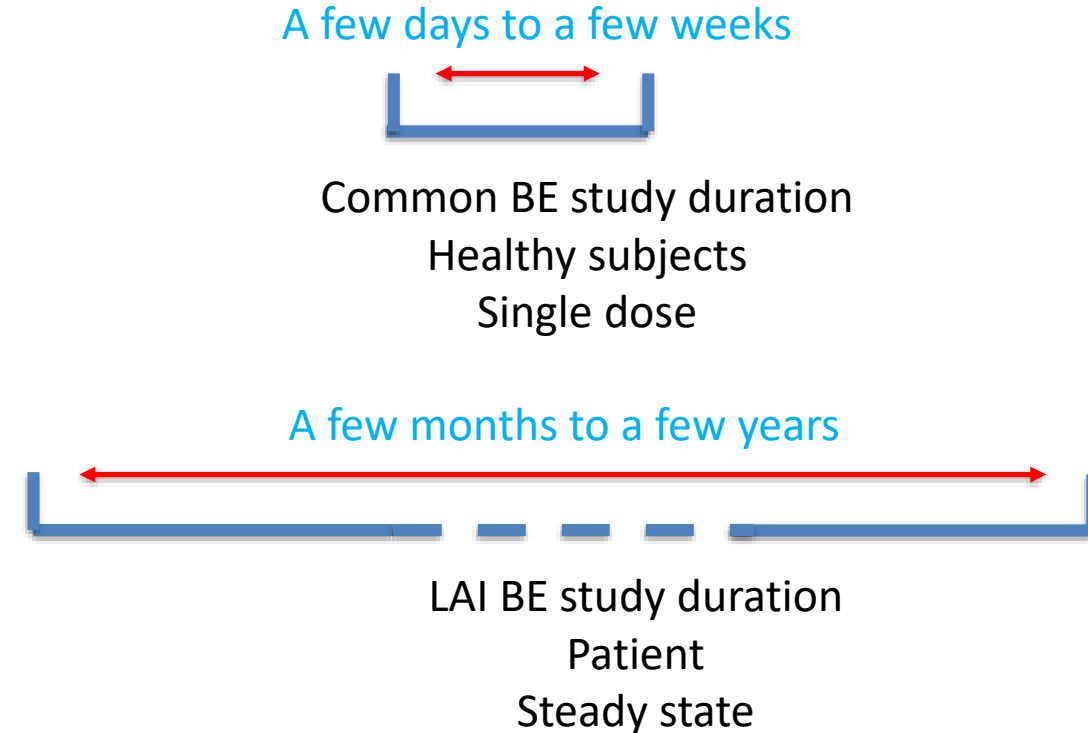 A few days to a few weeks
Common BE study duration
Healthy subjects
Single dose
A few months to a few years
LAI BE study duration
Patient
Steady state